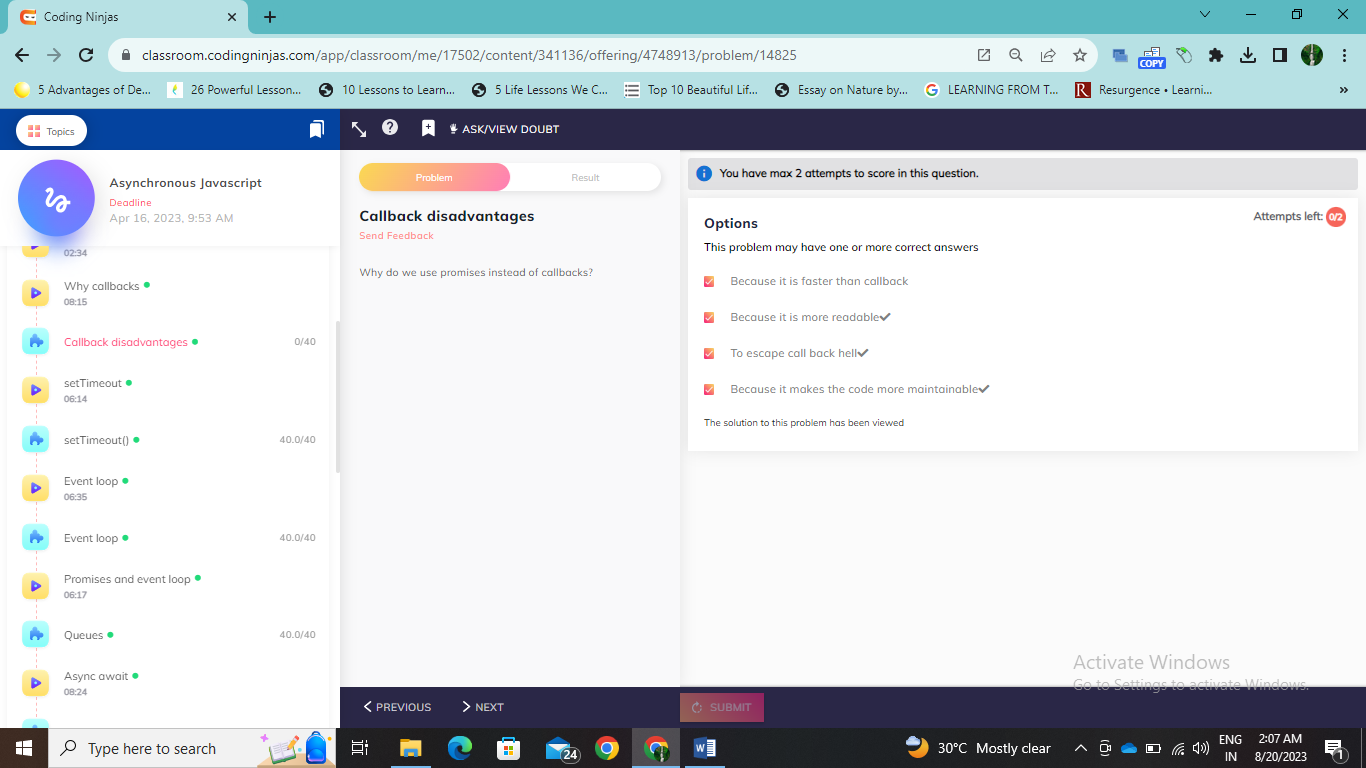 Coding Ninjas
classroom.codingninjas.com/app/classroom/me/17502/content/341136/offering/4748913/problem/14825
COPY
5 Advantages of De...
26 Powerful Lesson...
10 Lessons to Learn...
5 Life Lessons We C...
Top 10 Beautiful Lif...
Essay on Nature by...
LEARNING FROM T...
Resurgence • Learni...
»
Topics
ASK/VIEW DOUBT
Asynchronous Javascript
Deadline
Apr 16, 2023, 9:53 AM
02:34
Why callbacks
08:15
Callback disadvantages 0/40
setTimeout
06:14
setTimeout() 40.0/40
Event loop
06:35
Event loop 40.0/40
Promises and event loop
06:17
Queues 40.0/40
Async await
08:24
Problem
Result
Callback disadvantages
Send Feedback
Why do we use promises instead of callbacks?
You have max 2 attempts to score in this question.
Options
Attempts left: 0/2
This problem may have one or more correct answers
Because it is faster than callback
Because it is more readable
To escape call back hell
Because it makes the code more maintainable
The solution to this problem has been viewed
Activate Windows
Go to Settings to activate Windows.
PREVIOUS
NEXT
SUBMIT
Type here to search
24
30°C Mostly clear
ENG
IN
2:07 AM
8/20/2023
1